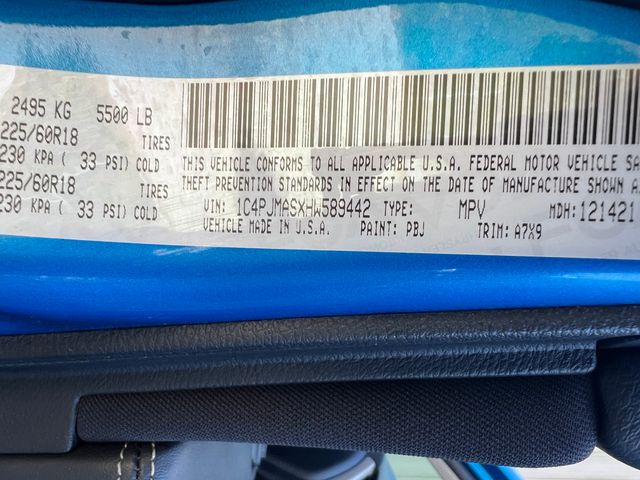 2495 KG 5500 LB
225/60R18 TIRES
230 KPA ( 33 PSI) COLD
225/60R18 TIRES
230 KPA ( 33 PSI) COLD
THIS VEHICLE CONFORMS TO ALL APPLICABLE U.S.A. FEDERAL MOTOR VEHICLE SA
THEFT PREVENTION STANDARDS IN EFFECT ON THE DATE OF MANUFACTURE SHOWN A
VIN: 1C4PJMASXHW589442 TYPE: MPV MDH:121421
VEHICLE MADE IN U.S.A. PAINT: PBJ TRIM: A7X9